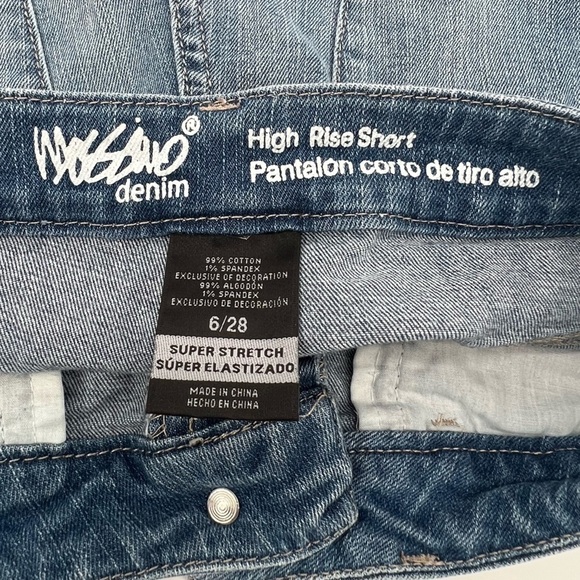 MOSSIMO®
denim
High Rise Short
Pantalón corto de tiro alto
99% COTTON
1% SPANDEX
EXCLUSIVE OF DECORATION
99% ALGODÓN
1% SPANDEX
EXCLUSIVO DE DECORACIÓN
6/28
SUPER STRETCH
SÚPER ELASTIZADO
MADE IN CHINA
HECHO EN CHINA